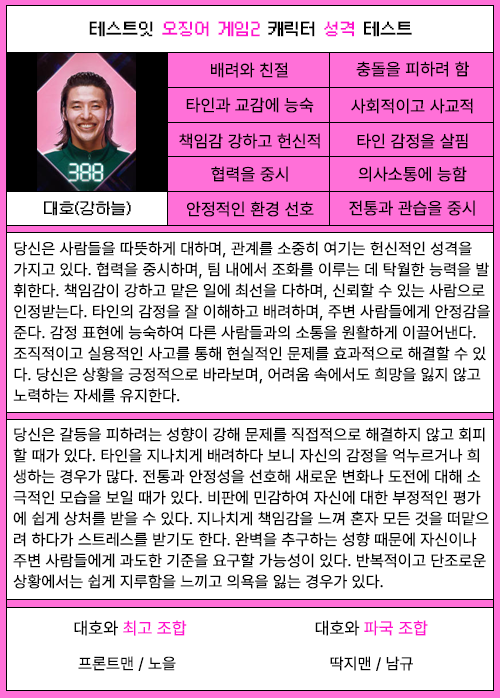 테스트잇 오징어 게임2 캐릭터 성격 테스트
388
대호(강하늘)
배려와 친절 충돌을 피하려 함
타인과 교감에 능숙 사회적이고 사교적
책임감 강하고 헌신적 타인 감정을 살핌
협력을 중시 의사소통에 능함
안정적인 환경 선호 전통과 관습을 중시
당신은 사람들을 따뜻하게 대하며, 관계를 소중히 여기는 헌신적인 성격을
가지고 있다. 협력을 중시하며, 팀 내에서 조화를 이루는 데 탁월한 능력을 발
휘한다. 책임감이 강하고 맡은 일에 최선을 다하며, 신뢰할 수 있는 사람으로
인정받는다. 타인의 감정을 잘 이해하고 배려하며, 주변 사람들에게 안정감을
준다. 감정 표현에 능숙하여 다른 사람들과의 소통을 원활하게 이끌어낸다.
조직적이고 실용적인 사고를 통해 현실적인 문제를 효과적으로 해결할 수 있
다. 당신은 상황을 긍정적으로 바라보며, 어려움 속에서도 희망을 잃지 않고
노력하는 자세를 유지한다.
당신은 갈등을 피하려는 성향이 강해 문제를 직접적으로 해결하지 않고 회피
할 때가 있다. 타인을 지나치게 배려하다 보니 자신의 감정을 억누르거나 희
생하는 경우가 많다. 전통과 안정성을 선호해 새로운 변화나 도전에 대해 소
극적인 모습을 보일 때가 있다. 비판에 민감하여 자신에 대한 부정적인 평가
에 쉽게 상처를 받을 수 있다. 지나치게 책임감을 느껴 혼자 모든 것을 떠맡으
려 하다가 스트레스를 받기도 한다. 완벽을 추구하는 성향 때문에 자신이나
주변 사람들에게 과도한 기준을 요구할 가능성이 있다. 반복적이고 단조로운
상황에서는 쉽게 지루함을 느끼고 의욕을 잃는 경우가 있다.
대호와 최고 조합 대호와 파국 조합
프론트맨 / 노을 딱지맨 / 남규